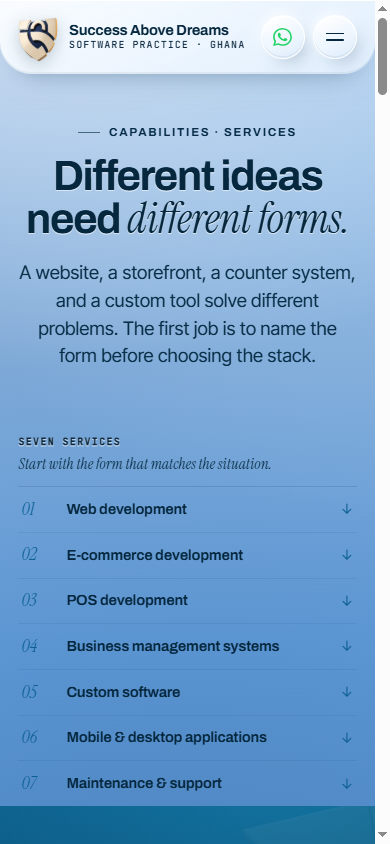 Success Above Dreams
SOFTWARE PRACTICE · GHANA
CAPABILITIES · SERVICES
Different ideas
need different forms.
A website, a storefront, a counter system,
and a custom tool solve different
problems. The first job is to name the
form before choosing the stack.
SEVEN SERVICES
Start with the form that matches the situation.
01 Web development
02 E-commerce development
03 POS development
04 Business management systems
05 Custom software
06 Mobile & desktop applications
07 Maintenance & support